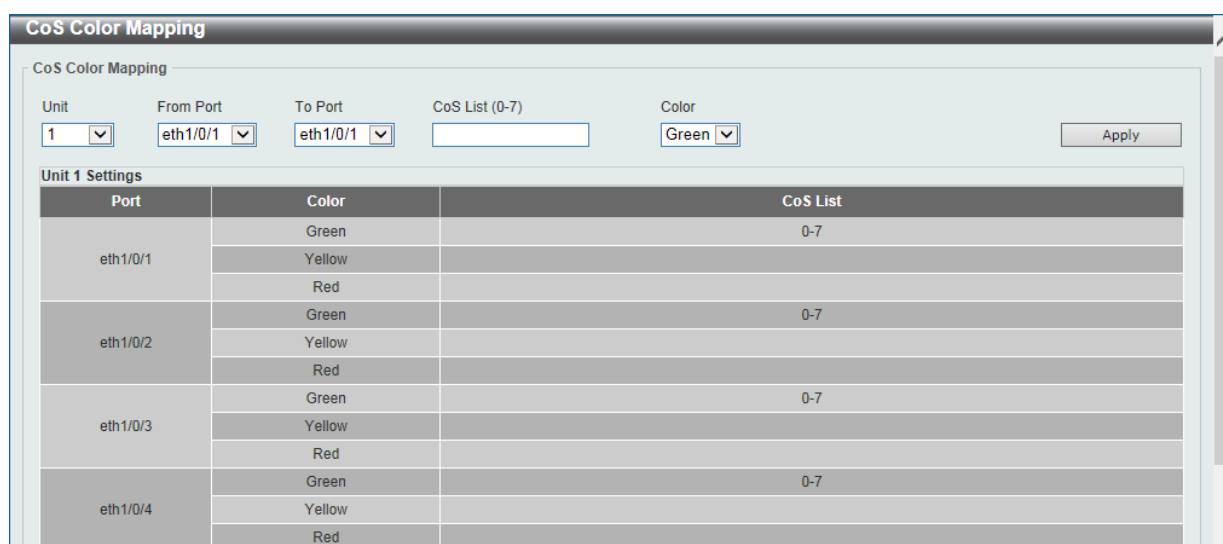 CoS Color Mapping
CoS Color Mapping
Unit From Port To Port CoS List (0-7) Color
1 eth1/0/1 eth1/0/1 Green Apply
Unit 1 Settings
Port Color CoS List
Green 0-7
eth1/0/1 Yellow
Red
Green 0-7
eth1/0/2 Yellow
Red
Green 0-7
eth1/0/3 Yellow
Red
Green 0-7
eth1/0/4 Yellow
Red